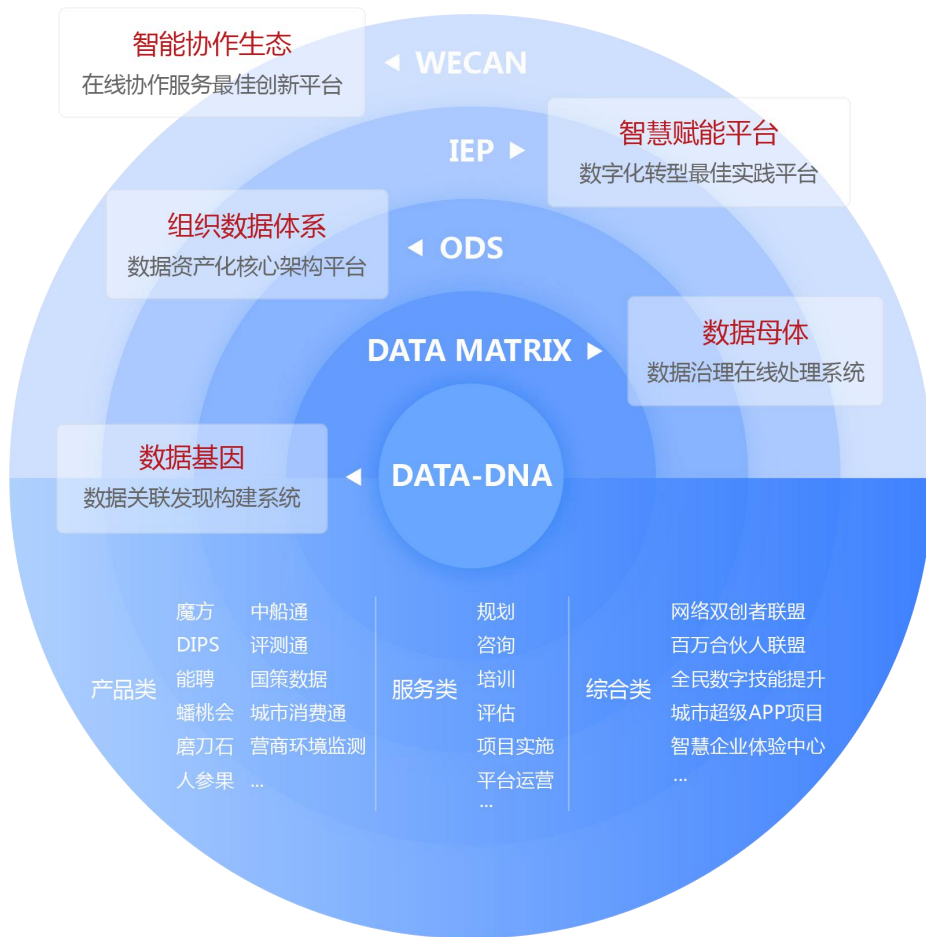 智能协作生态
在线协作服务最佳创新平台
WECAN
IEP
智慧赋能平台
数字化转型最佳实践平台
组织数据体系
数据资产化核心架构平台
ODS
DATA MATRIX
数据母体
数据治理在线处理系统
数据基因
数据关联发现构建系统
DATA-DNA
产品类
魔方
DIPS
能聘
蟠桃会
磨刀石
人参果
中船通
评测通
国策数据
城市消费通
营商环境监测
...
服务类
规划
咨询
培训
评估
项目实施
平台运营
...
综合类
网络双创者联盟
百万合伙人联盟
全民数字技能提升
城市超级APP项目
智慧企业体验中心
...